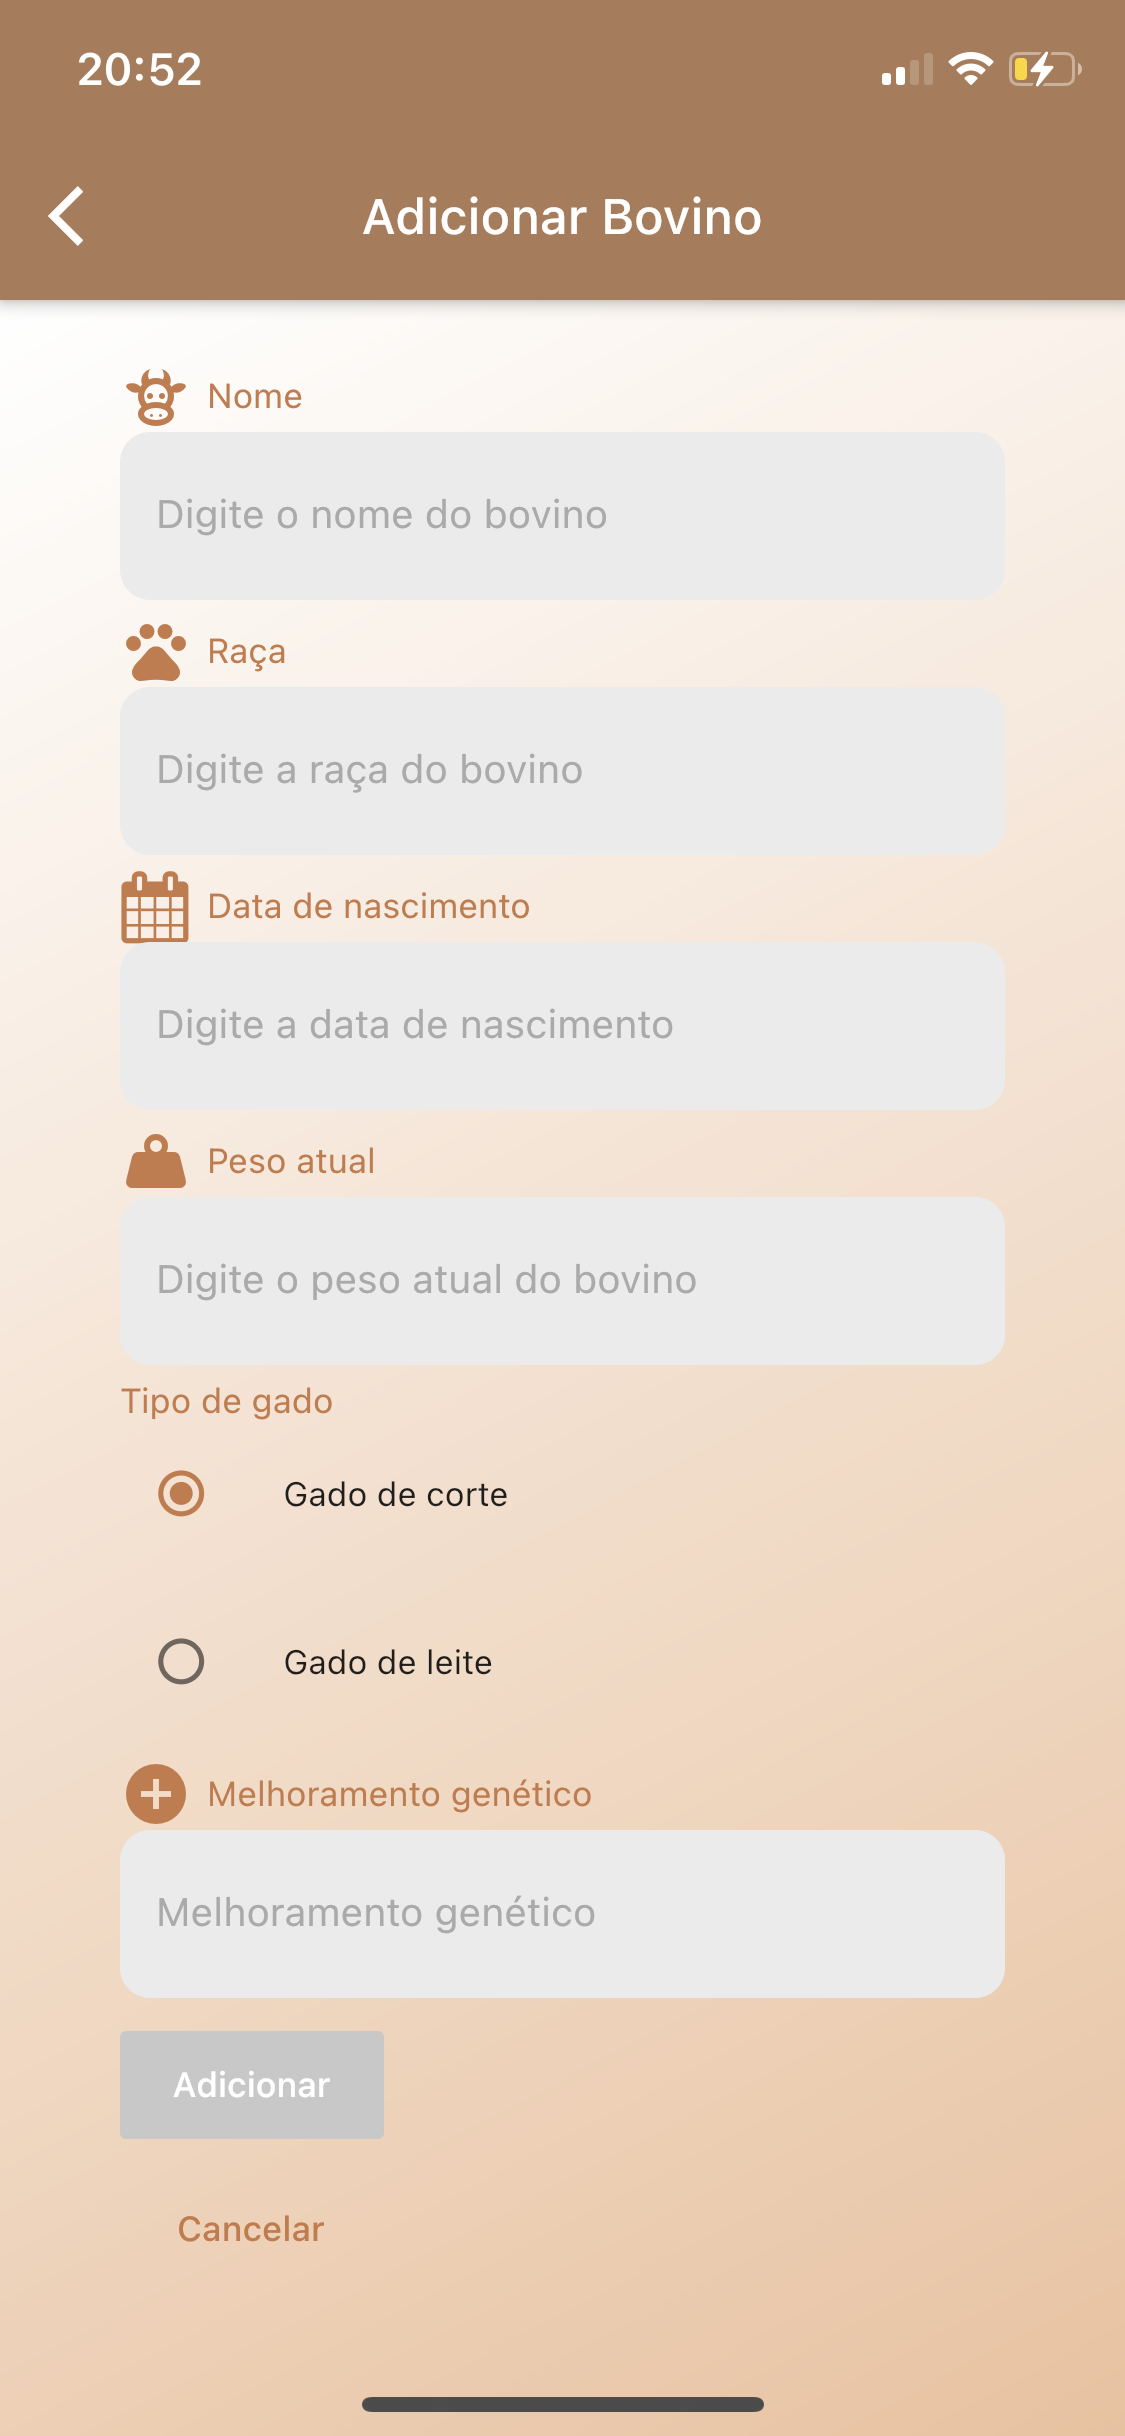 20:52
Adicionar Bovino
Nome
Digite o nome do bovino
Raça
Digite a raça do bovino
Data de nascimento
Digite a data de nascimento
Peso atual
Digite o peso atual do bovino
Tipo de gado
Gado de corte
Gado de leite
Melhoramento genético
Melhoramento genético
Adicionar
Cancelar